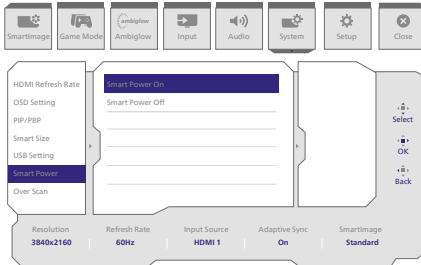 SmartImage
Game Mode
ambiglow
Ambiglow
Input
Audio
System
Setup
Close
HDMI Refresh Rate
OSD Setting
PIP/PBP
Smart Size
USB Setting
Smart Power
Over Scan
Smart Power On
Smart Power Off
Select
OK
Back
Resolution
3840x2160
Refresh Rate
60Hz
Input Source
HDMI 1
Adaptive Sync
On
SmartImage
Standard